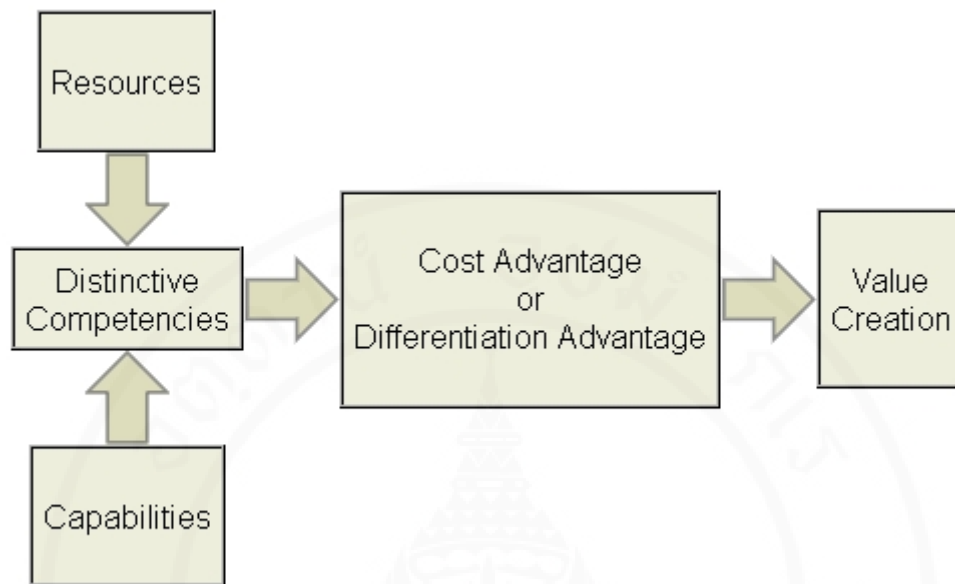 Resources
Distinctive
Competencies
Capabilities
Cost Advantage
or
Differentiation Advantage
Value
Creation